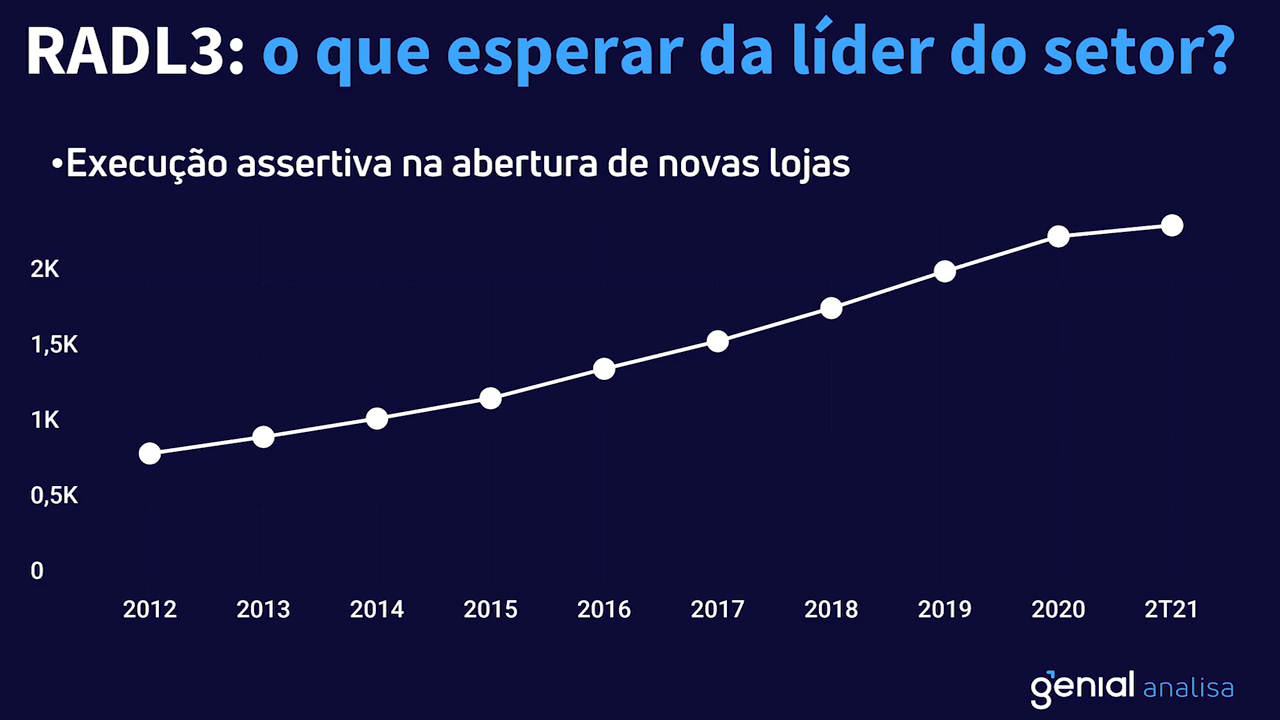 RADL3: o que esperar da líder do setor?
•Execução assertiva na abertura de novas lojas
2K
1,5K
1K
0,5K
0
2012 2013 2014 2015 2016 2017 2018 2019 2020 2T21
genial analisa